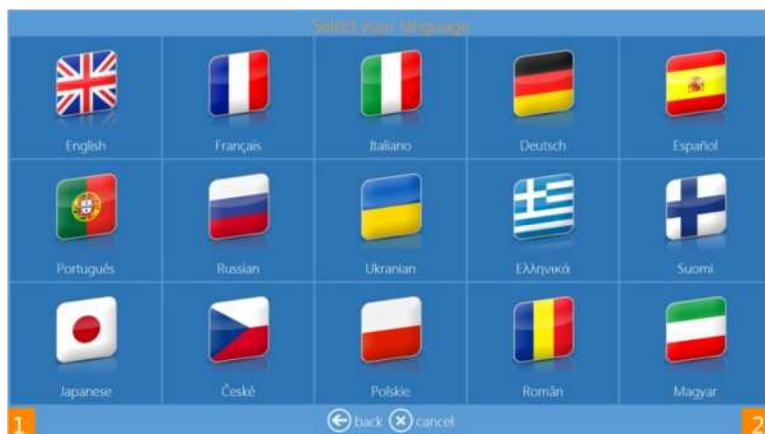 Select your language
English Français Italiano Deutsch Español
Português Russian Ukranian Ελληνικά Suomi
Japanese České Polskie Român Magyar
1 back cancel 2